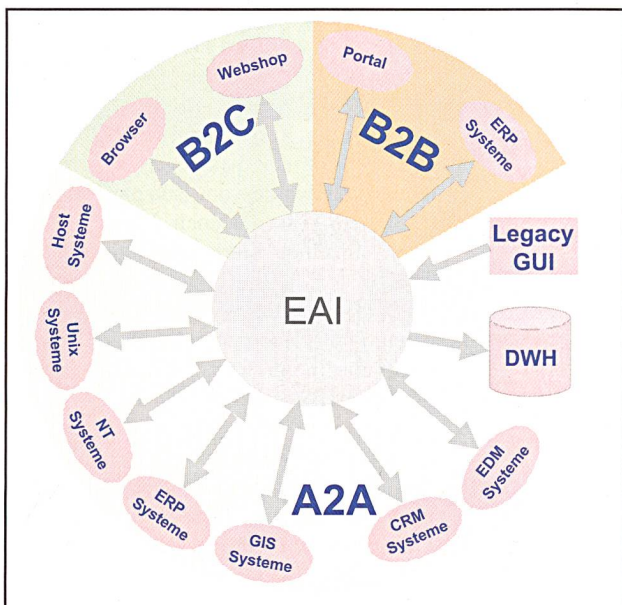 Webshop
Portal
Browser
B2C
B2B
ERP
Systeme
Host
Systeme
Legacy
GUI
EAI
Unix
Systeme
DWH
NT
Systeme
EDM
Systeme
ERP
Systeme
A2A
CRM
Systeme
GIS
Systeme